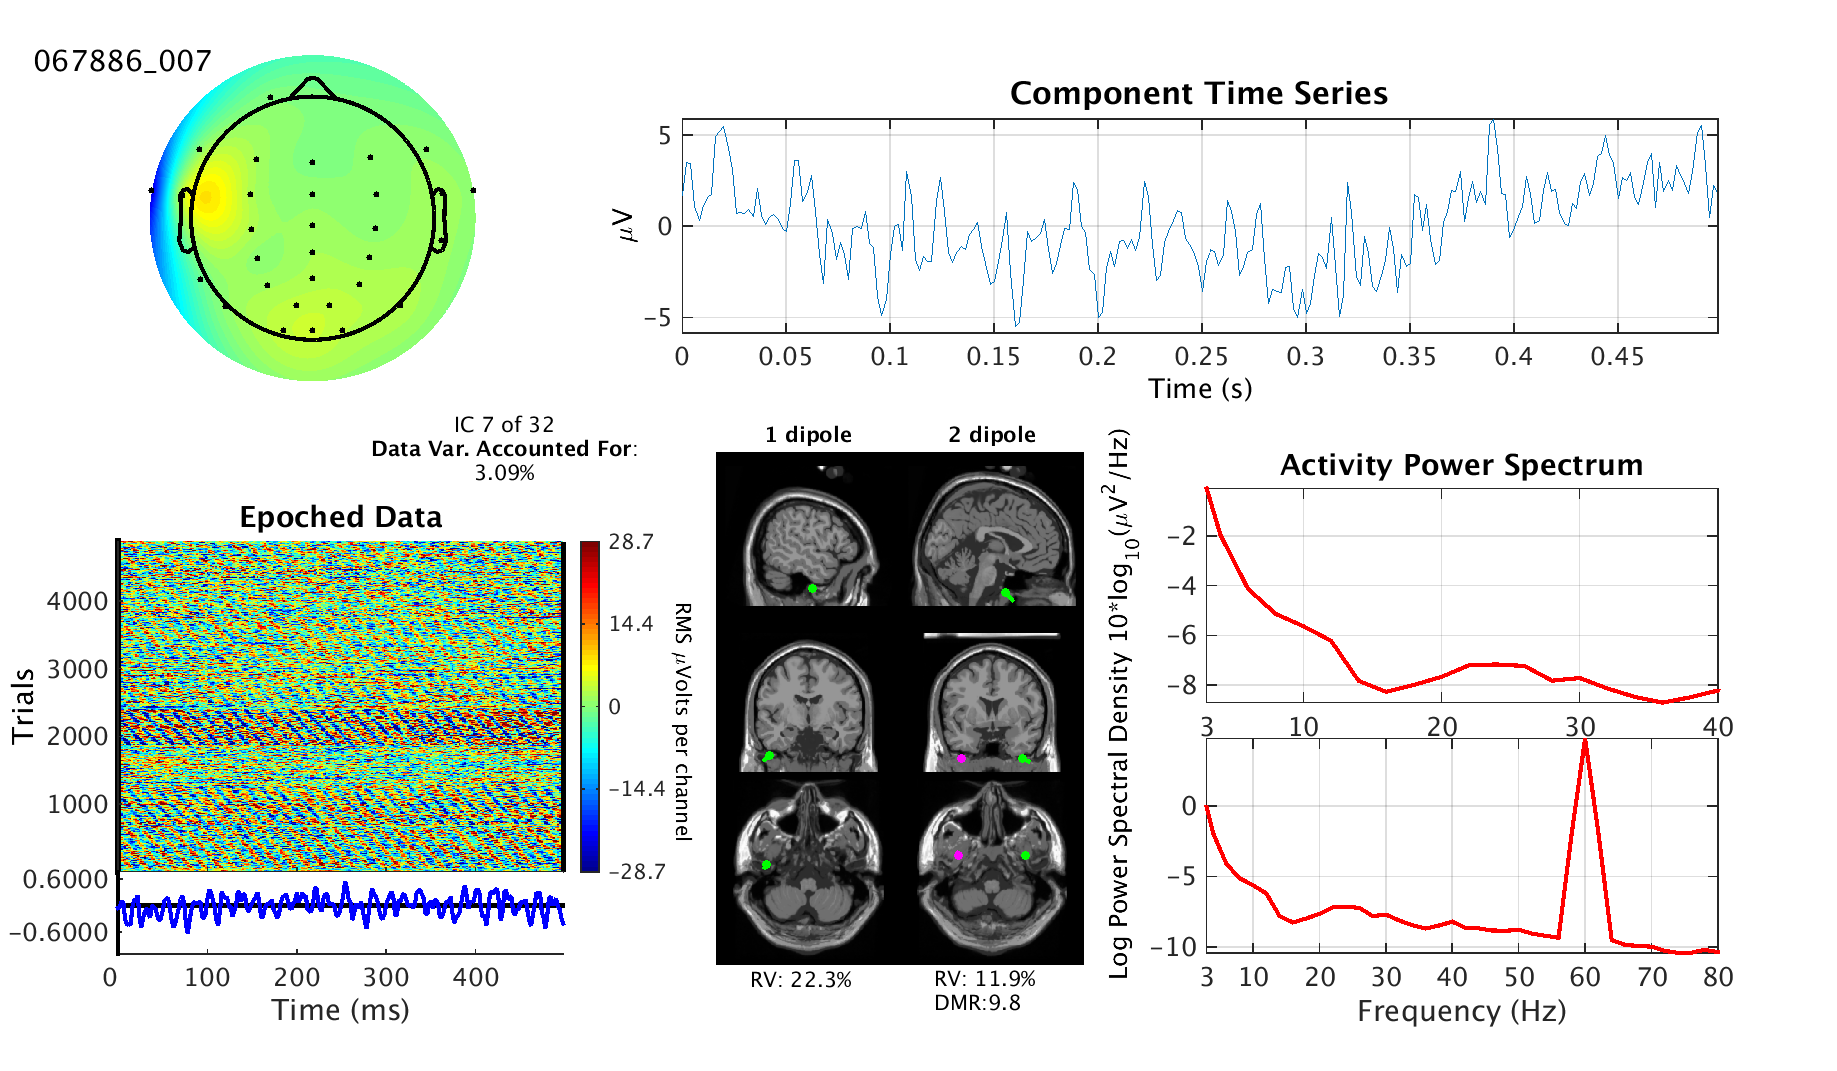 067886_007
Component Time Series
5
0
−5
μV
0 0.05 0.1 0.15 0.2 0.25 0.3 0.35 0.4 0.45
Time (s)
IC 7 of 32
Data Var. Accounted For:
3.09%
Epoched Data
4000
3000
2000
1000
Trials
0.6000
−0.6000
0 100 200 300 400
Time (ms)
28.7
14.4
0
−14.4
−28.7
RMS μVolts per channel
1 dipole 2 dipole
RV: 22.3%
RV: 11.9%
DMR:9.8
Activity Power Spectrum
−2
−4
−6
−8
3 10 20 30 40
0
−5
−10
3 10 20 30 40 50 60 70 80
Frequency (Hz)
Log Power Spectral Density 10*log10(μV2/Hz)